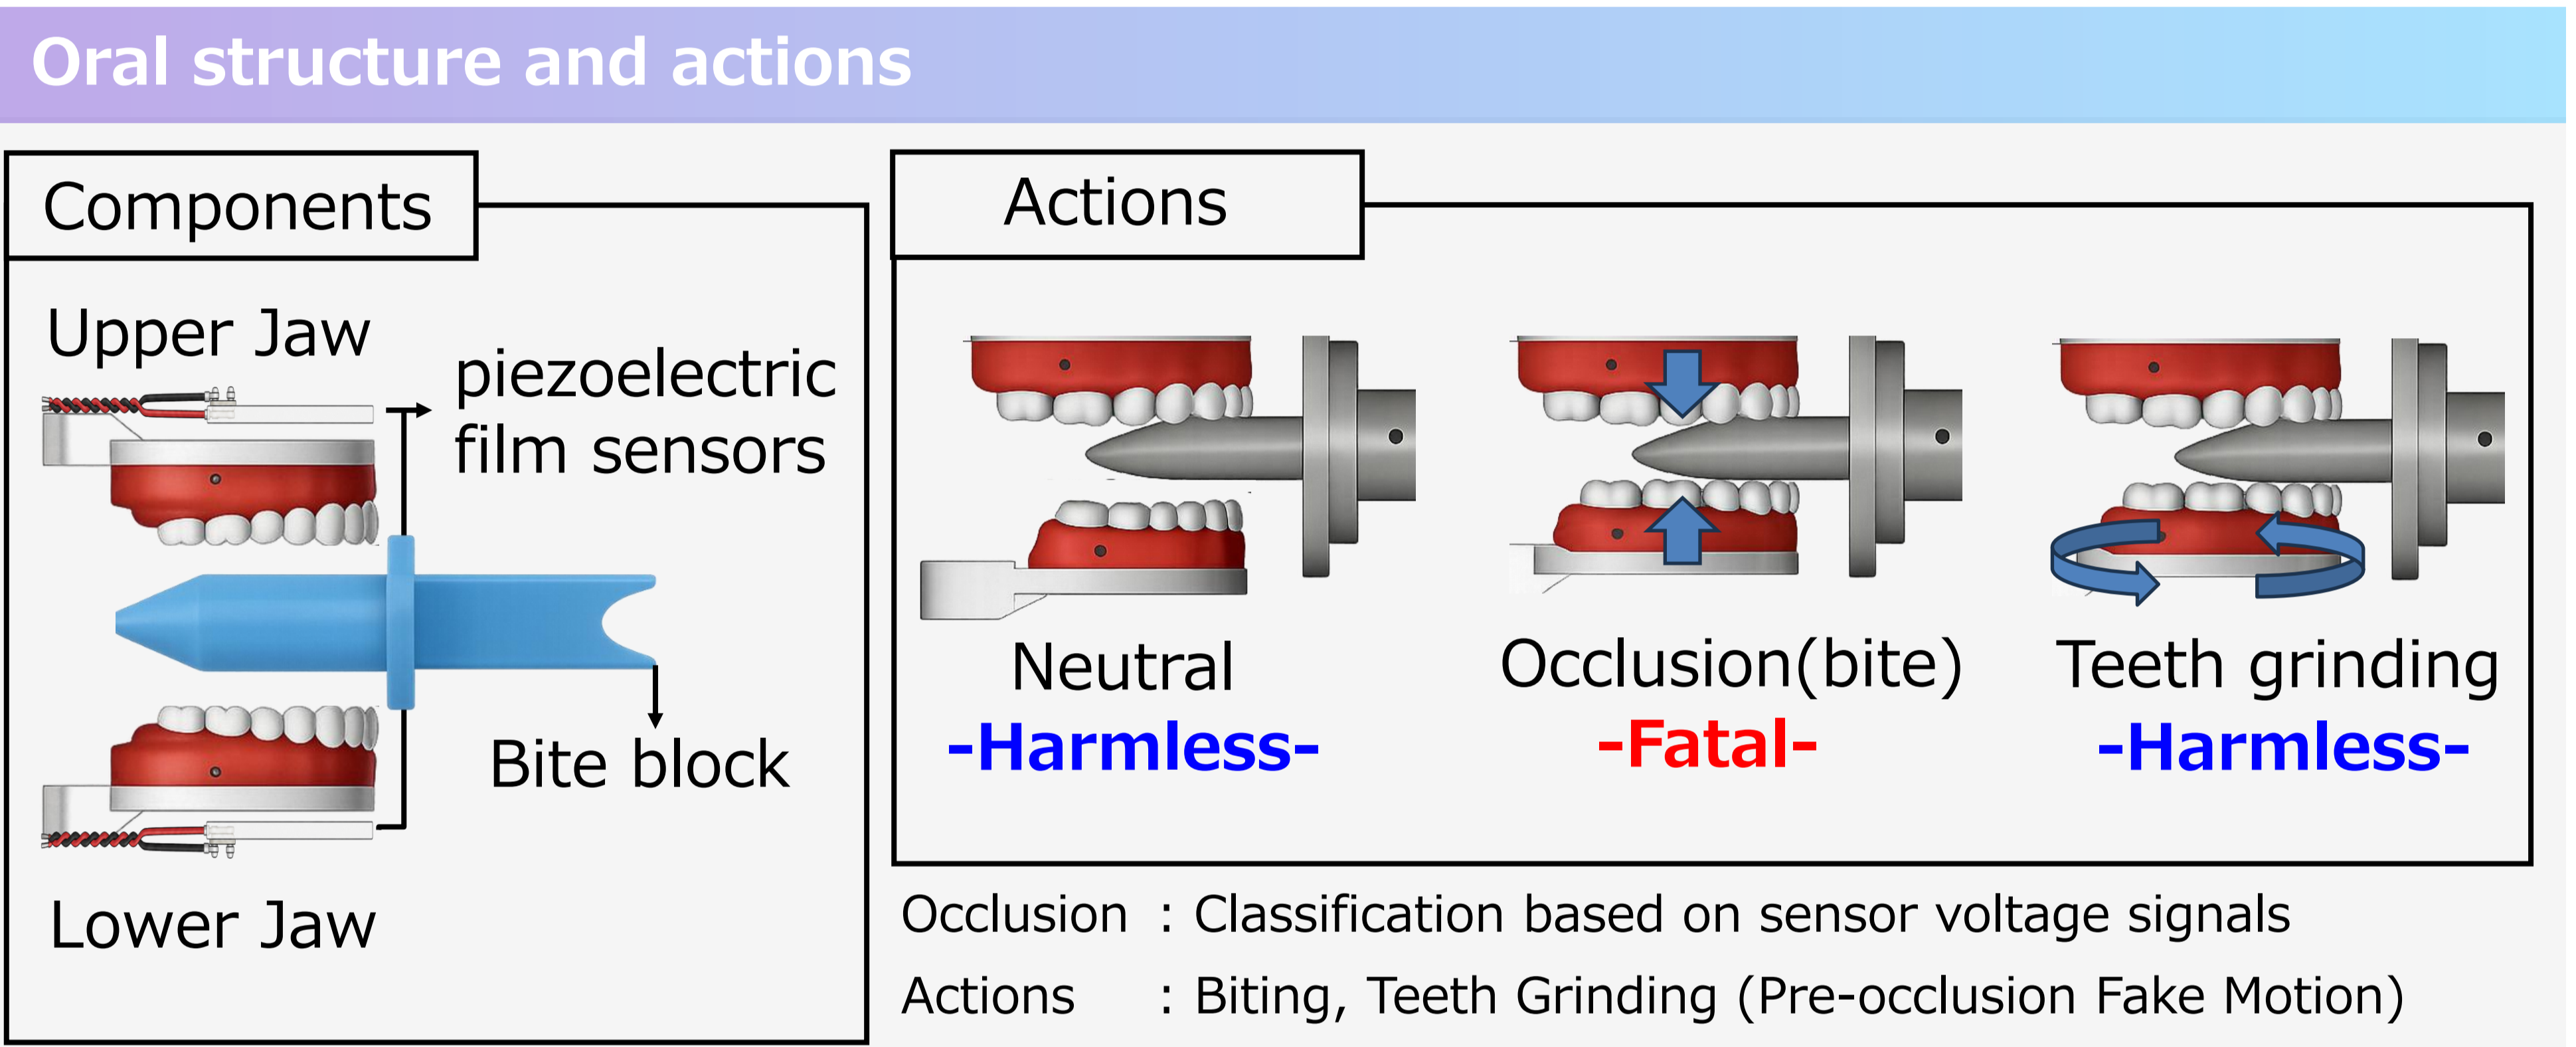 Oral structure and actions
Components
Upper Jaw
piezoelectric
film sensors
Bite block
Lower Jaw
Actions
Neutral
-Harmless-
Occlusion(bite)
-Fatal-
Teeth grinding
-Harmless-
Occlusion : Classification based on sensor voltage signals
Actions : Biting, Teeth Grinding (Pre-occlusion Fake Motion)